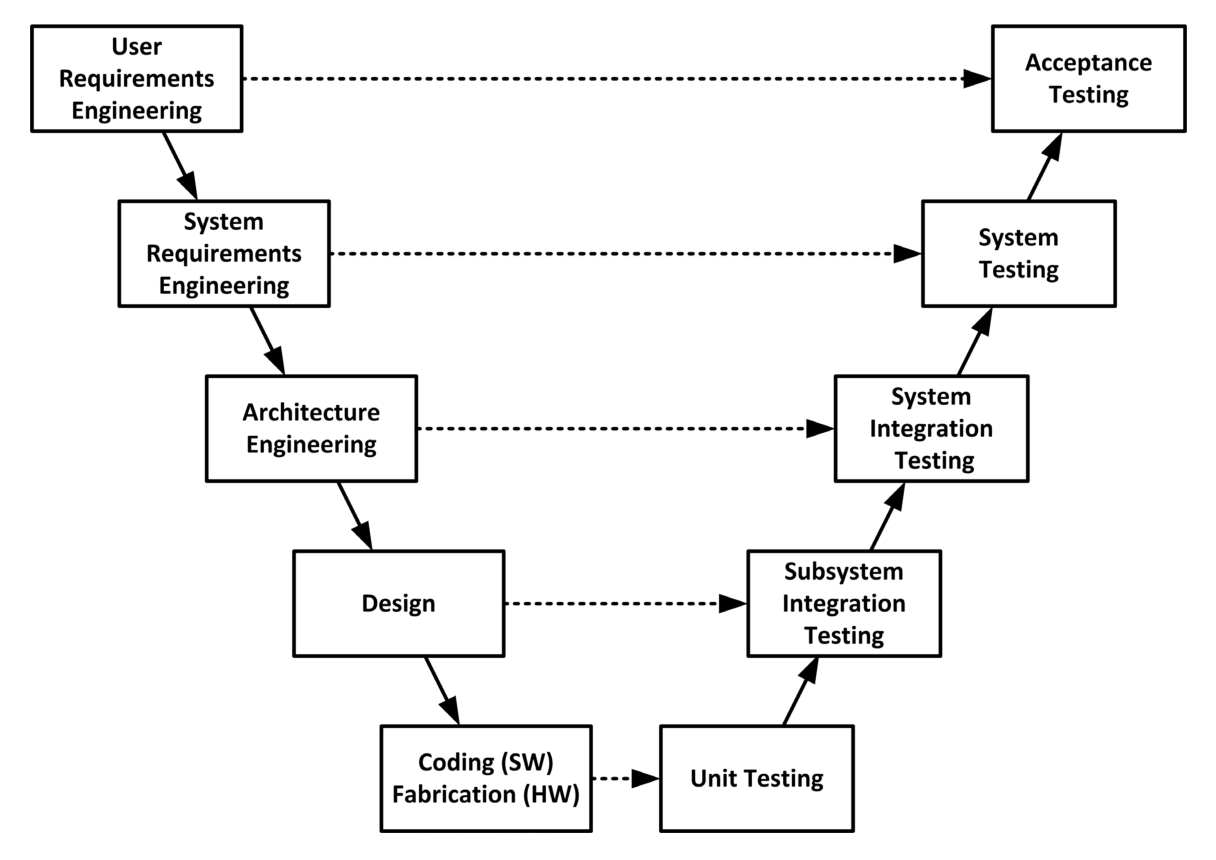 User
Requirements
Engineering
Acceptance
Testing
System
Requirements
Engineering
System
Testing
Architecture
Engineering
System
Integration
Testing
Design
Subsystem
Integration
Testing
Coding (SW)
Fabrication (HW)
Unit Testing